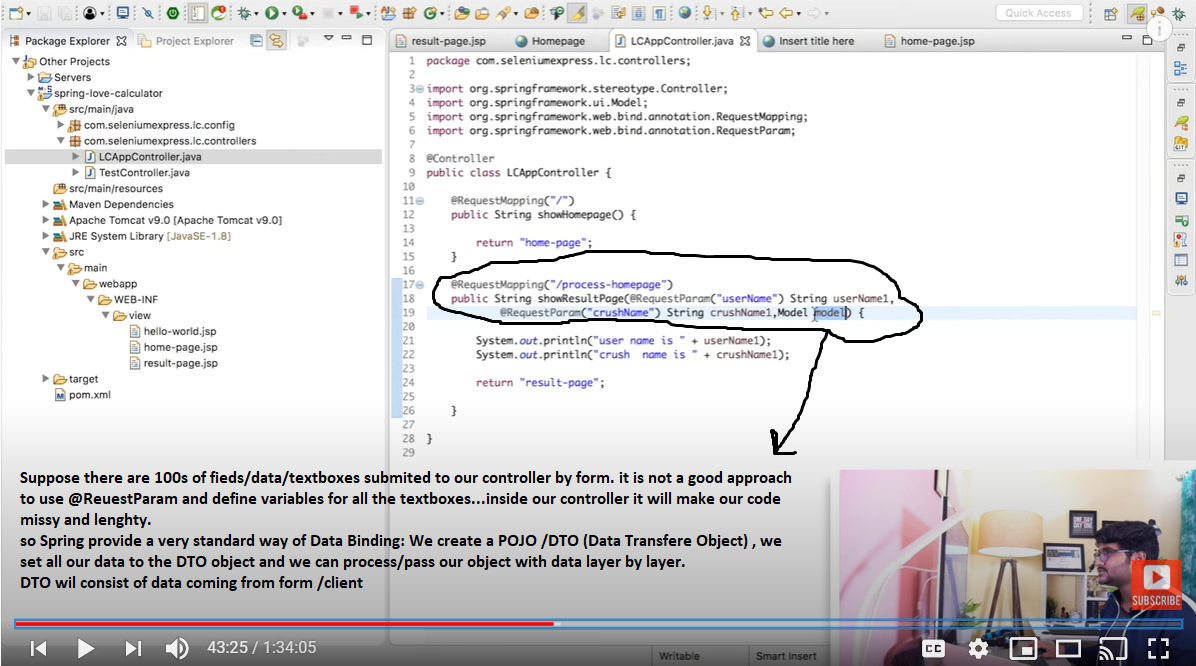 Quick Access
Package Explorer
Project Explorer
result-page.jsp
Homepage
LCAppController.java
Insert title here
home-page.jsp
Other Projects
Servers
spring-love-calculator
src/main/java
com.seleniumexpress.lc.config
com.seleniumexpress.lc.controllers
LCAppController.java
TestController.java
src/main/resources
Maven Dependencies
Apache Tomcat v9.0 [Apache Tomcat v9.0]
JRE System Library [JavaSE-1.8]
src
main
webapp
WEB-INF
view
hello-world.jsp
home-page.jsp
result-page.jsp
target
pom.xml
1 package com.seleniumexpress.lc.controllers;
2
3 import org.springframework.stereotype.Controller;
4 import org.springframework.ui.Model;
5 import org.springframework.web.bind.annotation.RequestMapping;
6 import org.springframework.web.bind.annotation.RequestParam;
7
8 @Controller
9 public class LCAppController {
10
11 @RequestMapping("/")
12 public String showHomepage() {
13
14 return "home-page";
15 }
16
17 @RequestMapping("/process-homepage")
18 public String showResultPage(@RequestParam("userName") String userName1,
19 @RequestParam("crushName") String crushName1,Model model) {
20
21 System.out.println("user name is " + userName1);
22 System.out.println("crush  name is " + crushName1);
23
24 return "result-page";
25
26 }
27
28 }
29
Suppose there are 100s of fieds/data/textboxes submited to our controller by form. it is not a good approach
to use @ReuestParam and define variables for all the textboxes...inside our controller it will make our code
missy and lenghty.
so Spring provide a very standard way of Data Binding: We create a POJO /DTO (Data Transfere Object) , we
set all our data to the DTO object and we can process/pass our object with data layer by layer.
DTO wil consist of data coming from form /client
ONE DAY
DAY ONE
SUBSCRIBE
43:25 / 1:34:05
CC
Writable
Smart Insert